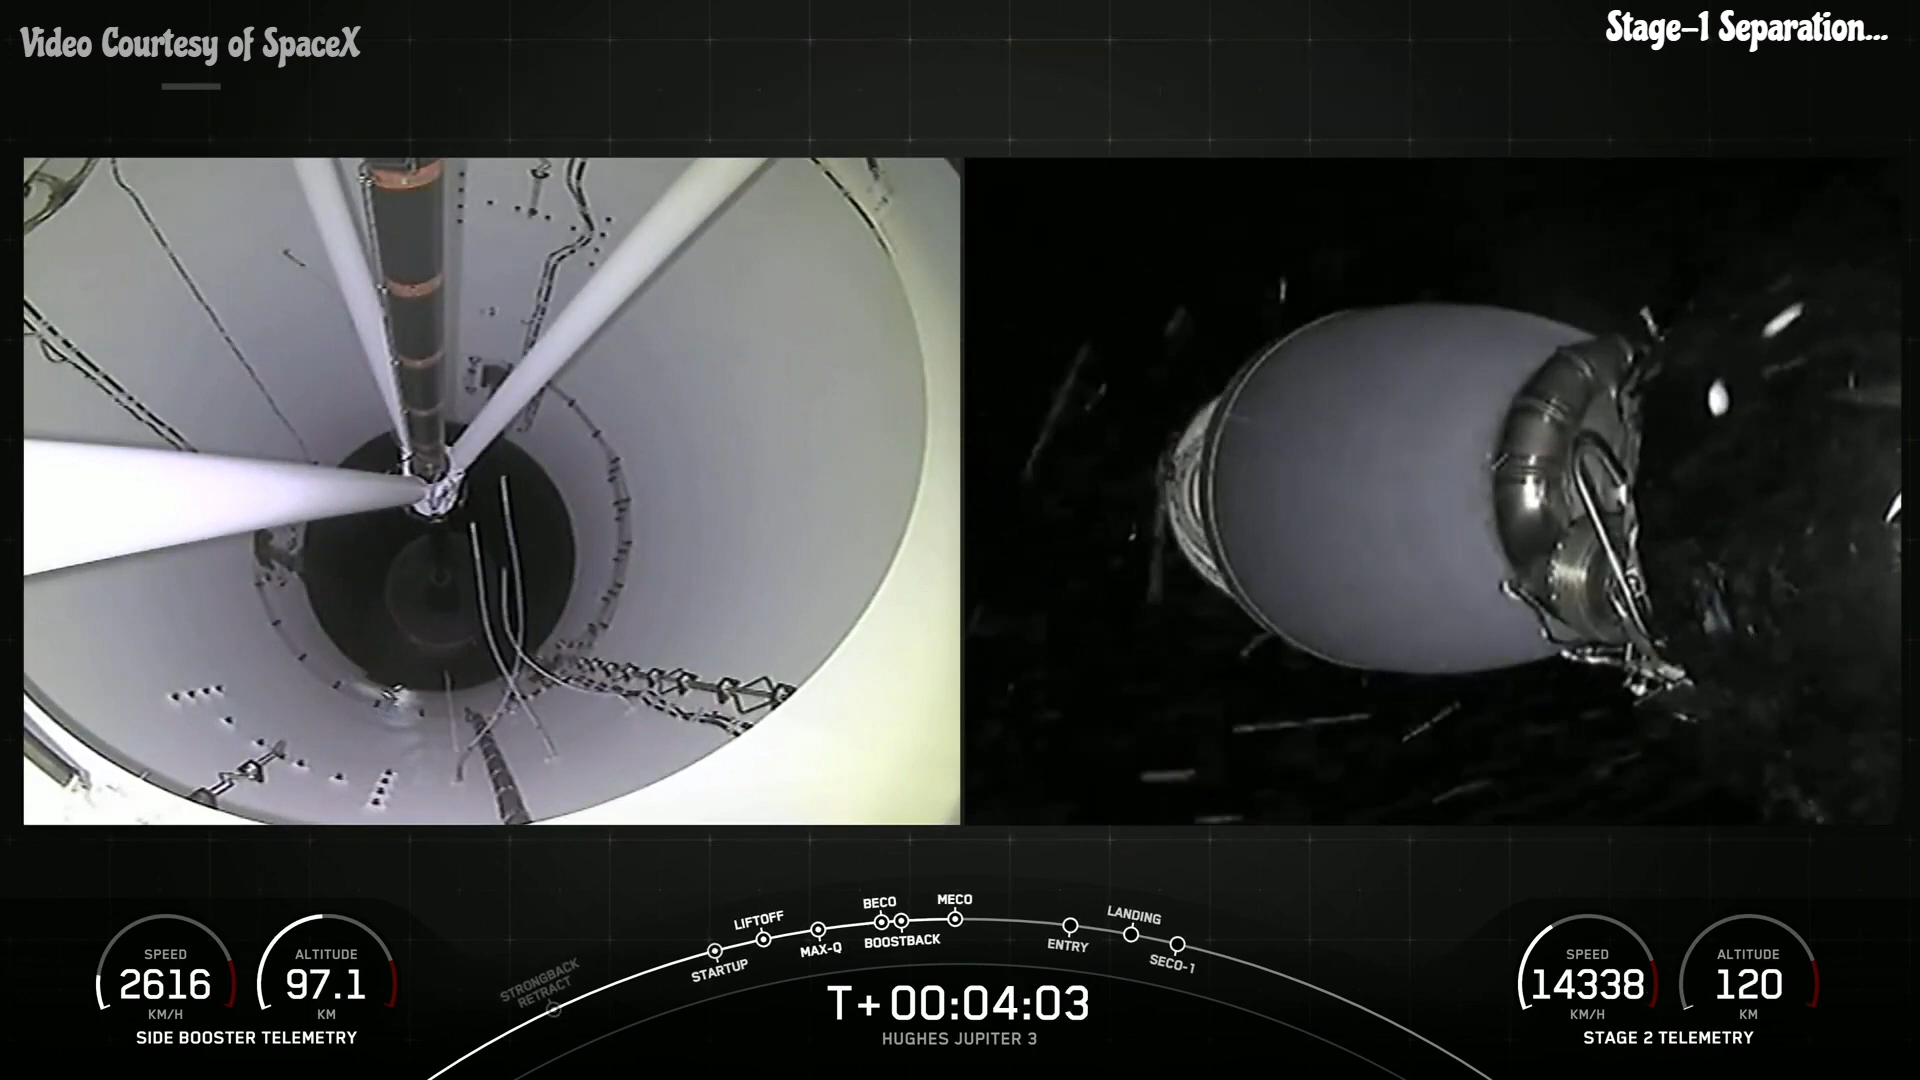 Video Courtesy of SpaceX
Stage-1 Separation...
STRONGBACK
RETRACT
STARTUP
LIFTOFF
MAX-Q
BECO
BOOSTBACK
MECO
ENTRY
LANDING
SECO-1
SPEED
2616
KM/H
ALTITUDE
97.1
KM
SIDE BOOSTER TELEMETRY
T+00:04:03
HUGHES JUPITER 3
SPEED
14338
KM/H
ALTITUDE
120
KM
STAGE 2 TELEMETRY